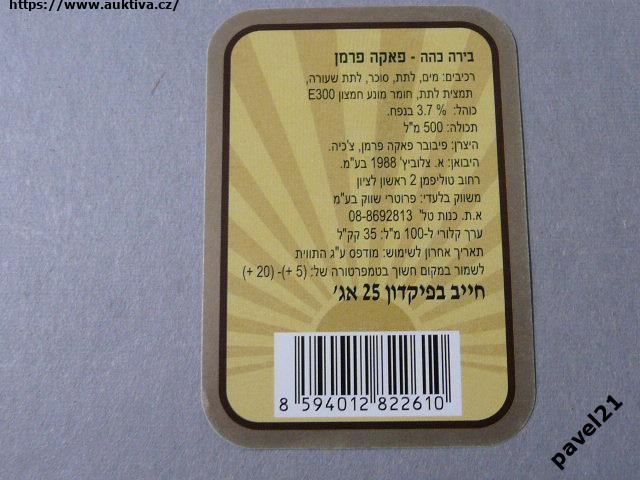 https://www.auktiva.cz/
בירה כהה - פאקה פרמן
רכיבים: מים, לתת, סוכר, לתת שעורה,
תמצית לתת, חומר מונע חמצון E300
כוהל: % 3.7 בנפח.
תכולה: 500 מ"ל
היצרן: פיבובר פאקה פרמן, צ'כיה.
היבואן: א. צלוביץ' 1988 בע"מ.
רחוב טוליפמן 2 ראשון לציון
משווק בלעדי: פרוטרי שווק בע"מ
א.ת. כנות טל' 08-8692813
ערך קלורי ל-100 מ"ל: 35 קק"ל
תאריך אחרון לשימוש: מודפס ע"ג התווית
לשמור במקום חשוך בטמפרטורה של: (5 +)- (20 +)
חייב בפיקדון 25 אג'
8 594012 822610
pavel21